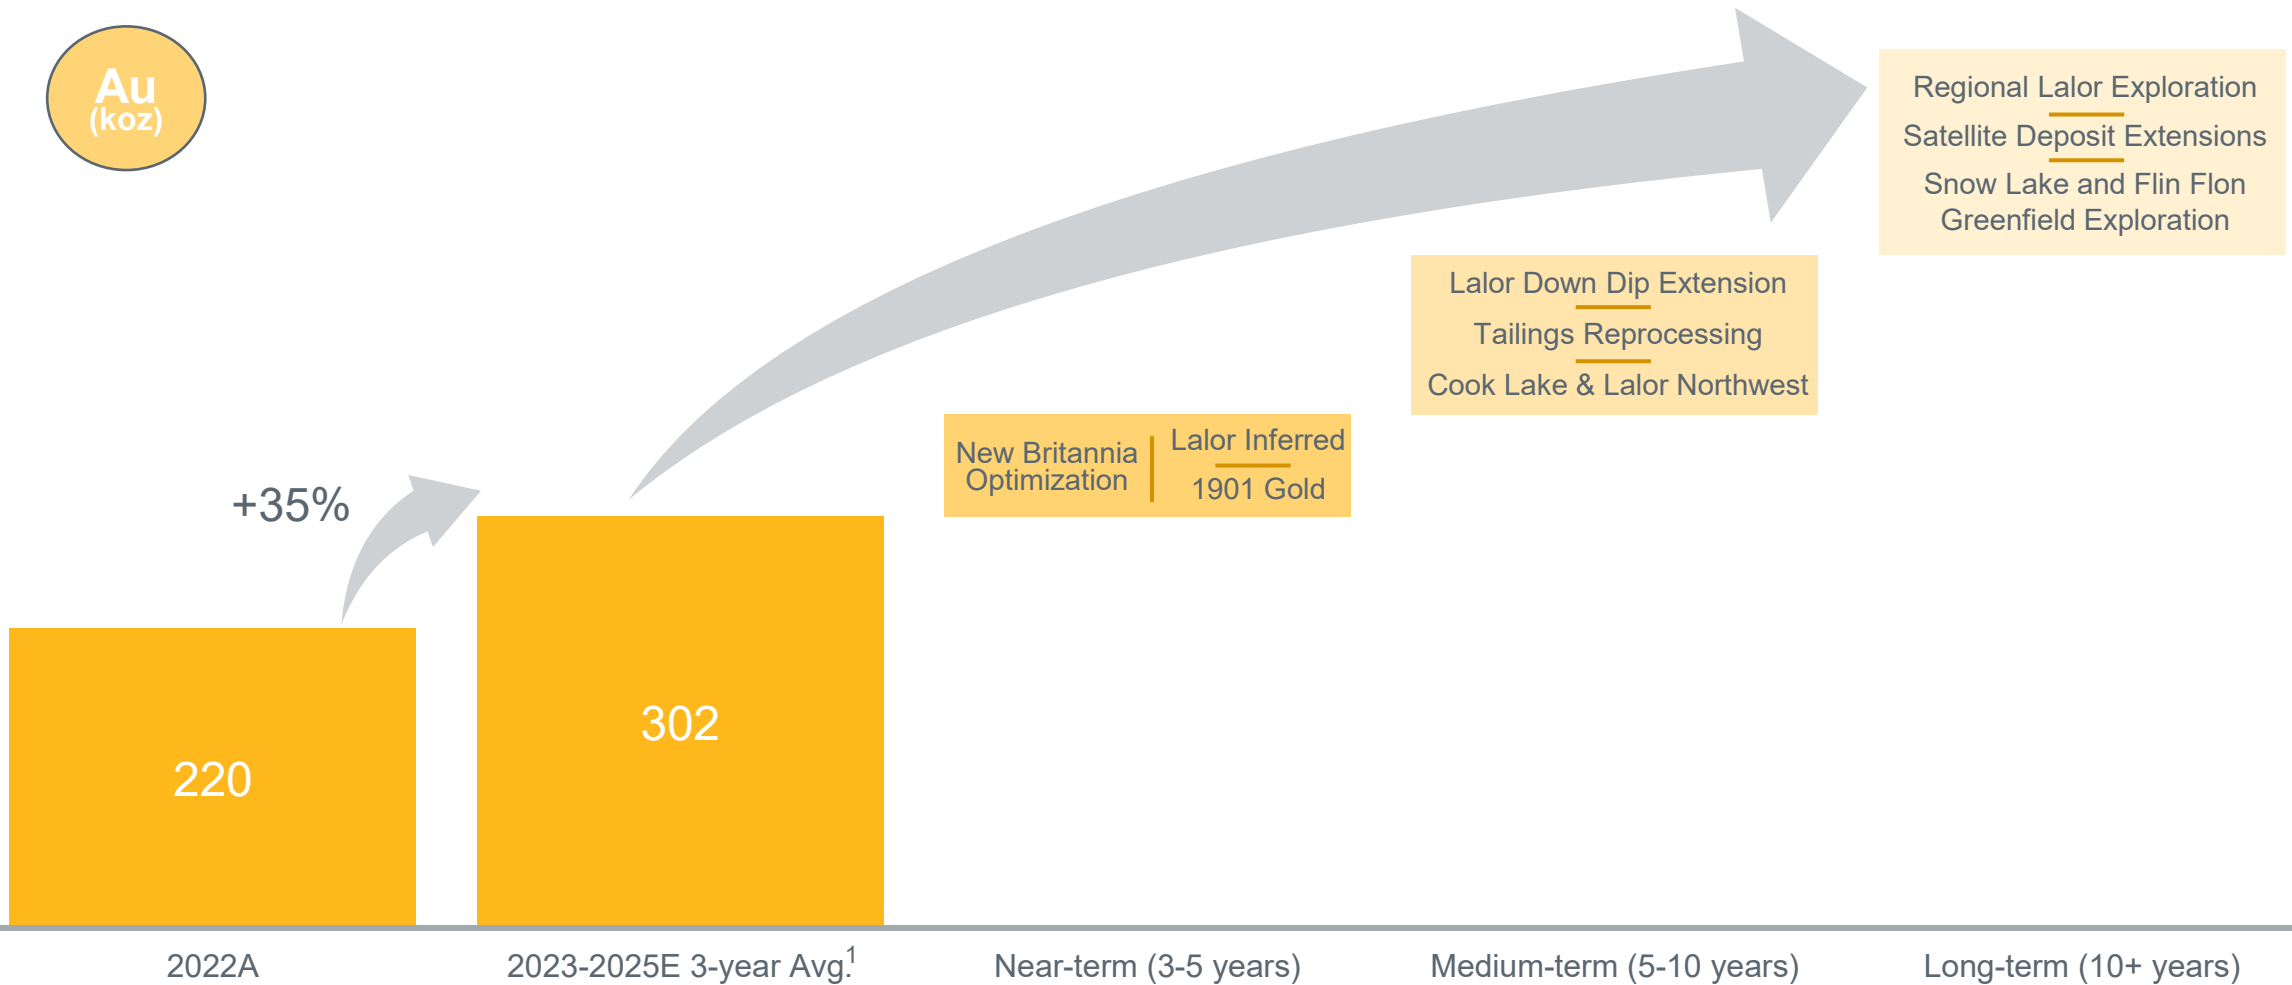 Au
(koz)
Regional Lalor Exploration
Satellite Deposit Extensions
Snow Lake and Flin Flon
Greenfield Exploration
Lalor Down Dip Extension
Tailings Reprocessing
Cook Lake & Lalor Northwest
New Britannia
Optimization
Lalor Inferred
1901 Gold
+35%
220
302
2022A
2023-2025E 3-year Avg.1
Near-term (3-5 years)
Medium-term (5-10 years)
Long-term (10+ years)